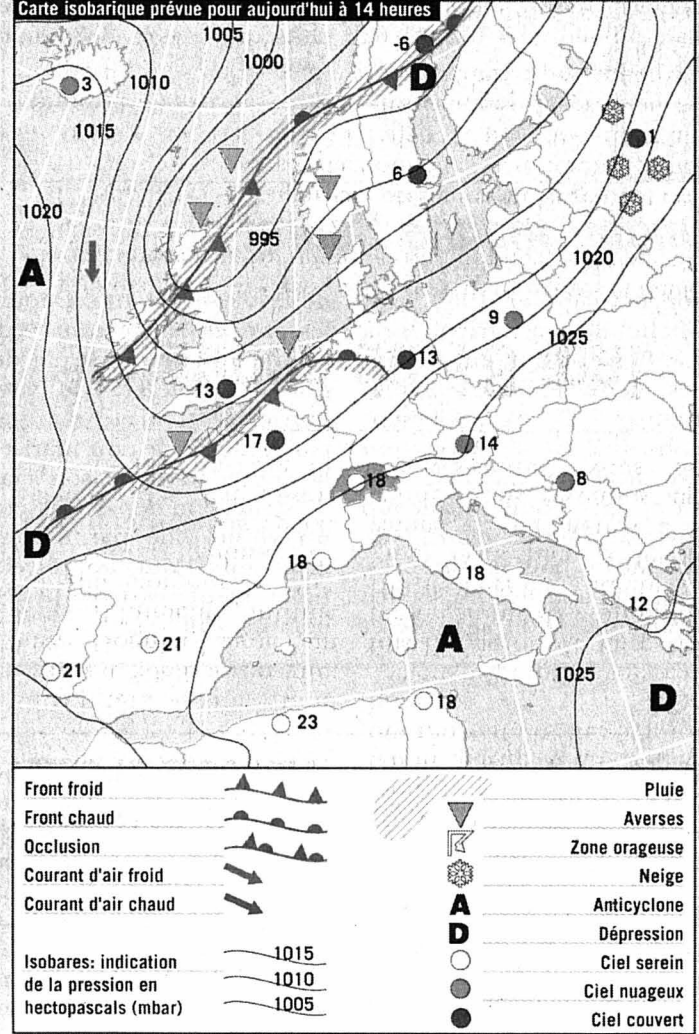 Carte isobarique prévue pour aujourd'hui à 14 heures
1005
-6
1000
3
1010
D
1015
1
6
1020
995
1020
A
9
1025
13
13
17
14
18
8
D
18
18
12
A
21
21
1025
D
18
23
Front froid
Front chaud
Occlusion
Courant d'air froid
Courant d'air chaud
Isobares: indication
de la pression en
hectopascals (mbar)
1015
1010
1005
Pluie
Averses
Zone orageuse
Neige
A Anticyclone
D Dépression
Ciel serein
Ciel nuageux
Ciel couvert